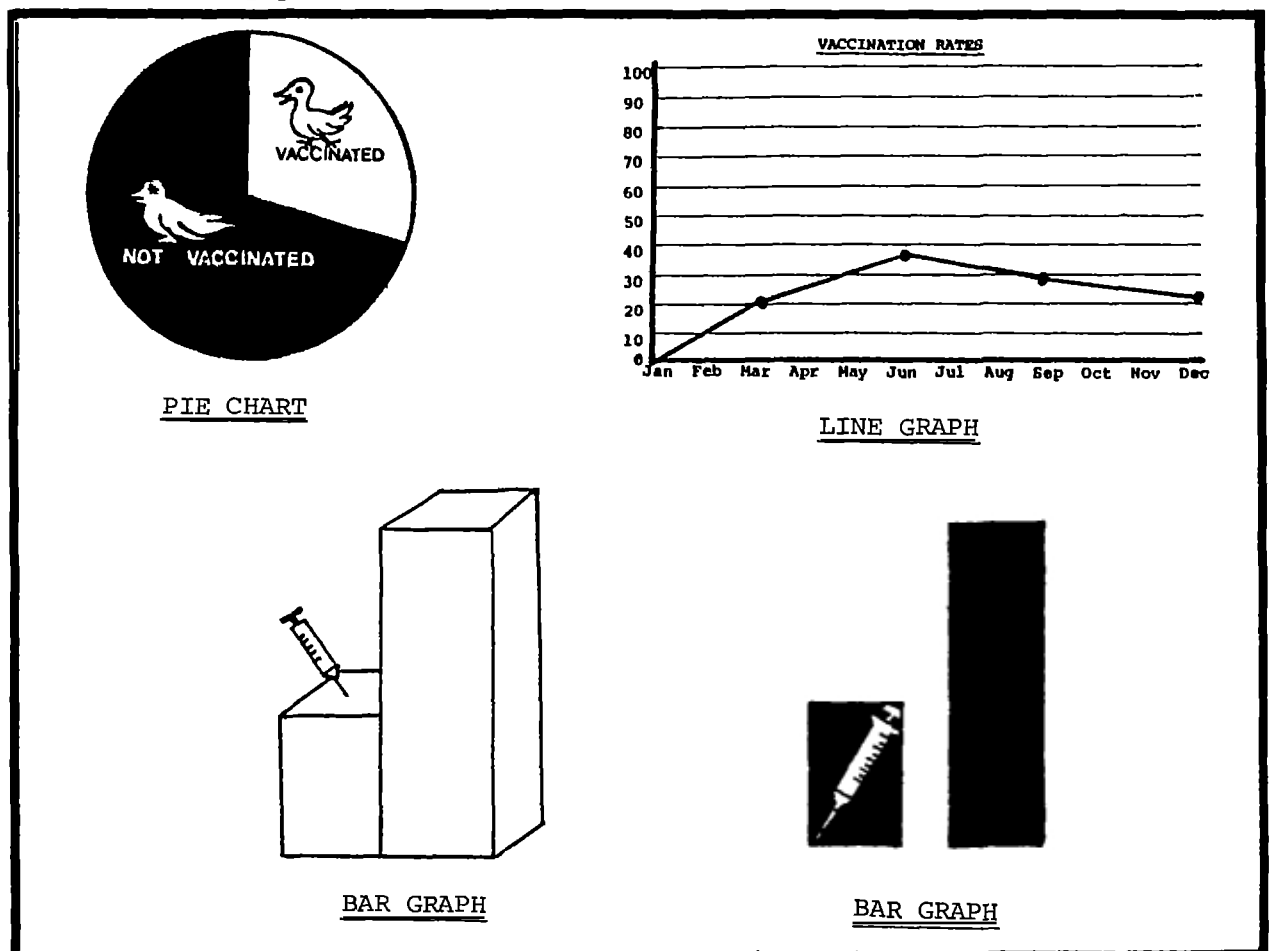 VACCINATED
NOT VACCINATED
PIE CHART
VACCINATION RATES
100
90
80
70
60
50
40
30
20
10
0
Jan Feb Mar Apr May Jun Jul Aug Sep Oct Nov Dec
LINE GRAPH
BAR GRAPH
BAR GRAPH